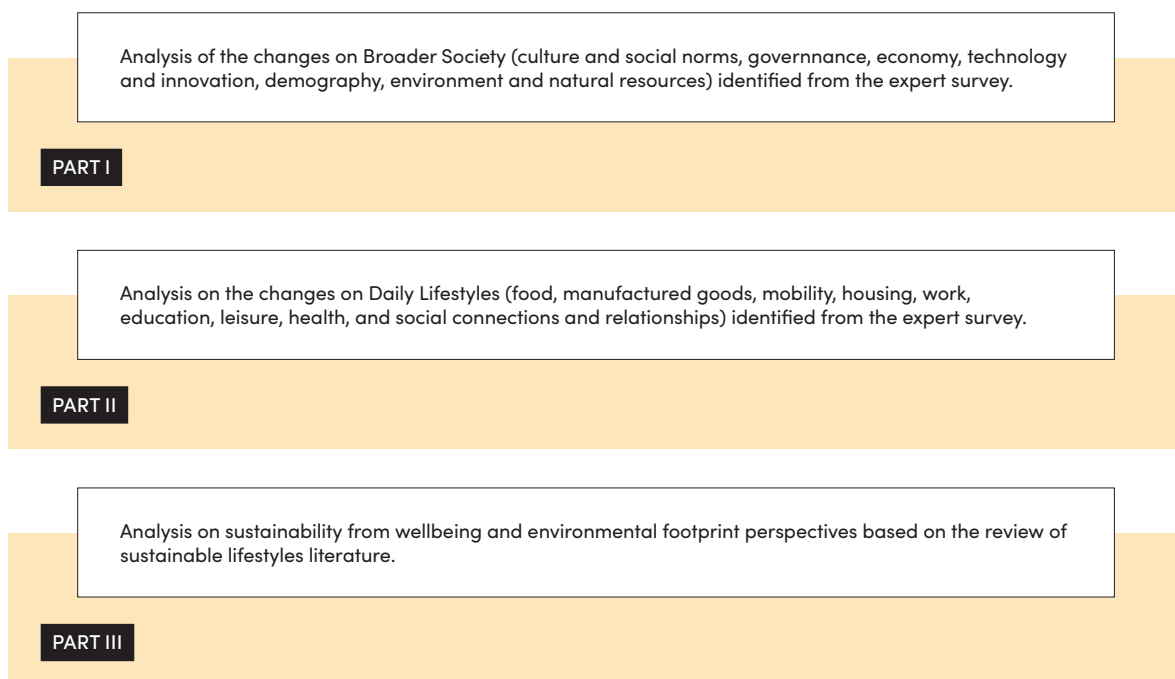 Analysis of the changes on Broader Society (culture and social norms, governnance, economy, technology
and innovation, demography, environment and natural resources) identified from the expert survey.
PART I
Analysis on the changes on Daily Lifestyles (food, manufactured goods, mobility, housing, work,
education, leisure, health, and social connections and relationships) identified from the expert survey.
PART II
Analysis on sustainability from wellbeing and environmental footprint perspectives based on the review of
sustainable lifestyles literature.
PART III